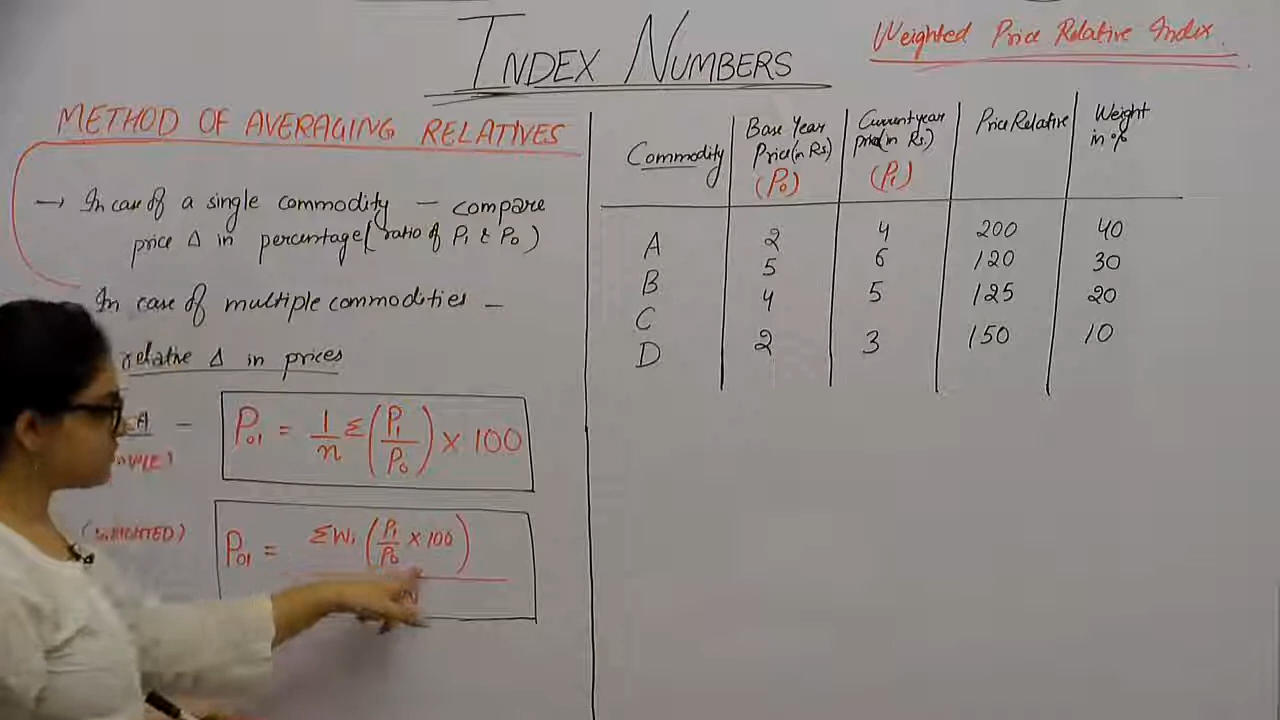 INDEX NUMBERS
Weighted Price Relative Index.
METHOD OF AVERAGING RELATIVES
→ In case of a single commodity – compare
price Δ in percentage (ratio of P₁ & P₀)
In case of multiple commodities –
relative Δ in prices
P₀₁ = 1/n Σ(P₁/P₀) × 100
P₀₁ = ΣW₁(P₁/P₀ × 100)
Commodity | Base Year Price (in Rs) (P₀) | Current year price (in Rs.) (P₁) | Price Relative | Weight in %
A 2 4 200 40
B 5 6 120 30
C 4 5 125 20
D 2 3 150 10